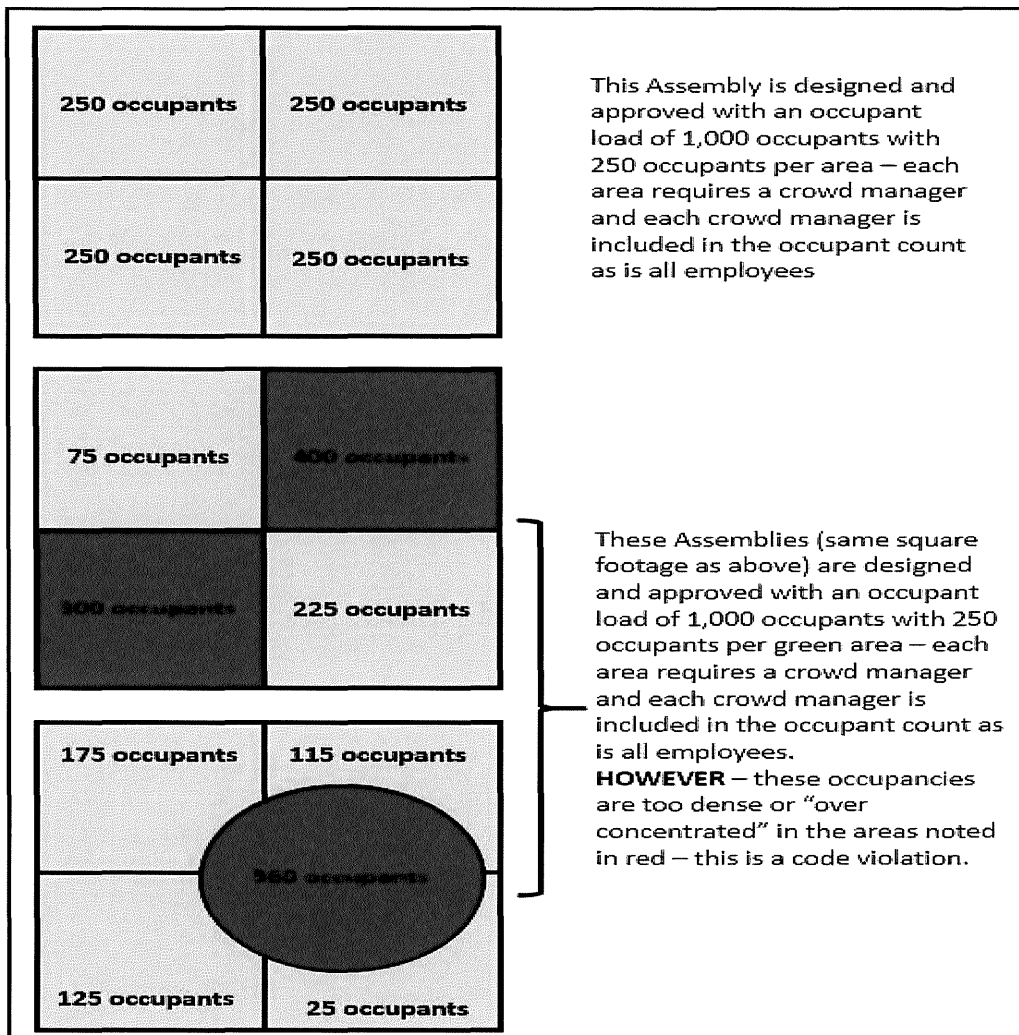 250 occupants
250 occupants
250 occupants
250 occupants
This Assembly is designed and
approved with an occupant
load of 1,000 occupants with
250 occupants per area – each
area requires a crowd manager
and each crowd manager is
included in the occupant count
as is all employees
75 occupants
400 occupants
300 occupants
225 occupants
These Assemblies (same square
footage as above) are designed
and approved with an occupant
load of 1,000 occupants with 250
occupants per green area – each
area requires a crowd manager
and each crowd manager is
included in the occupant count as
is all employees.
HOWEVER – these occupancies
are too dense or “over
concentrated” in the areas noted
in red – this is a code violation.
175 occupants
115 occupants
560 occupants
125 occupants
25 occupants